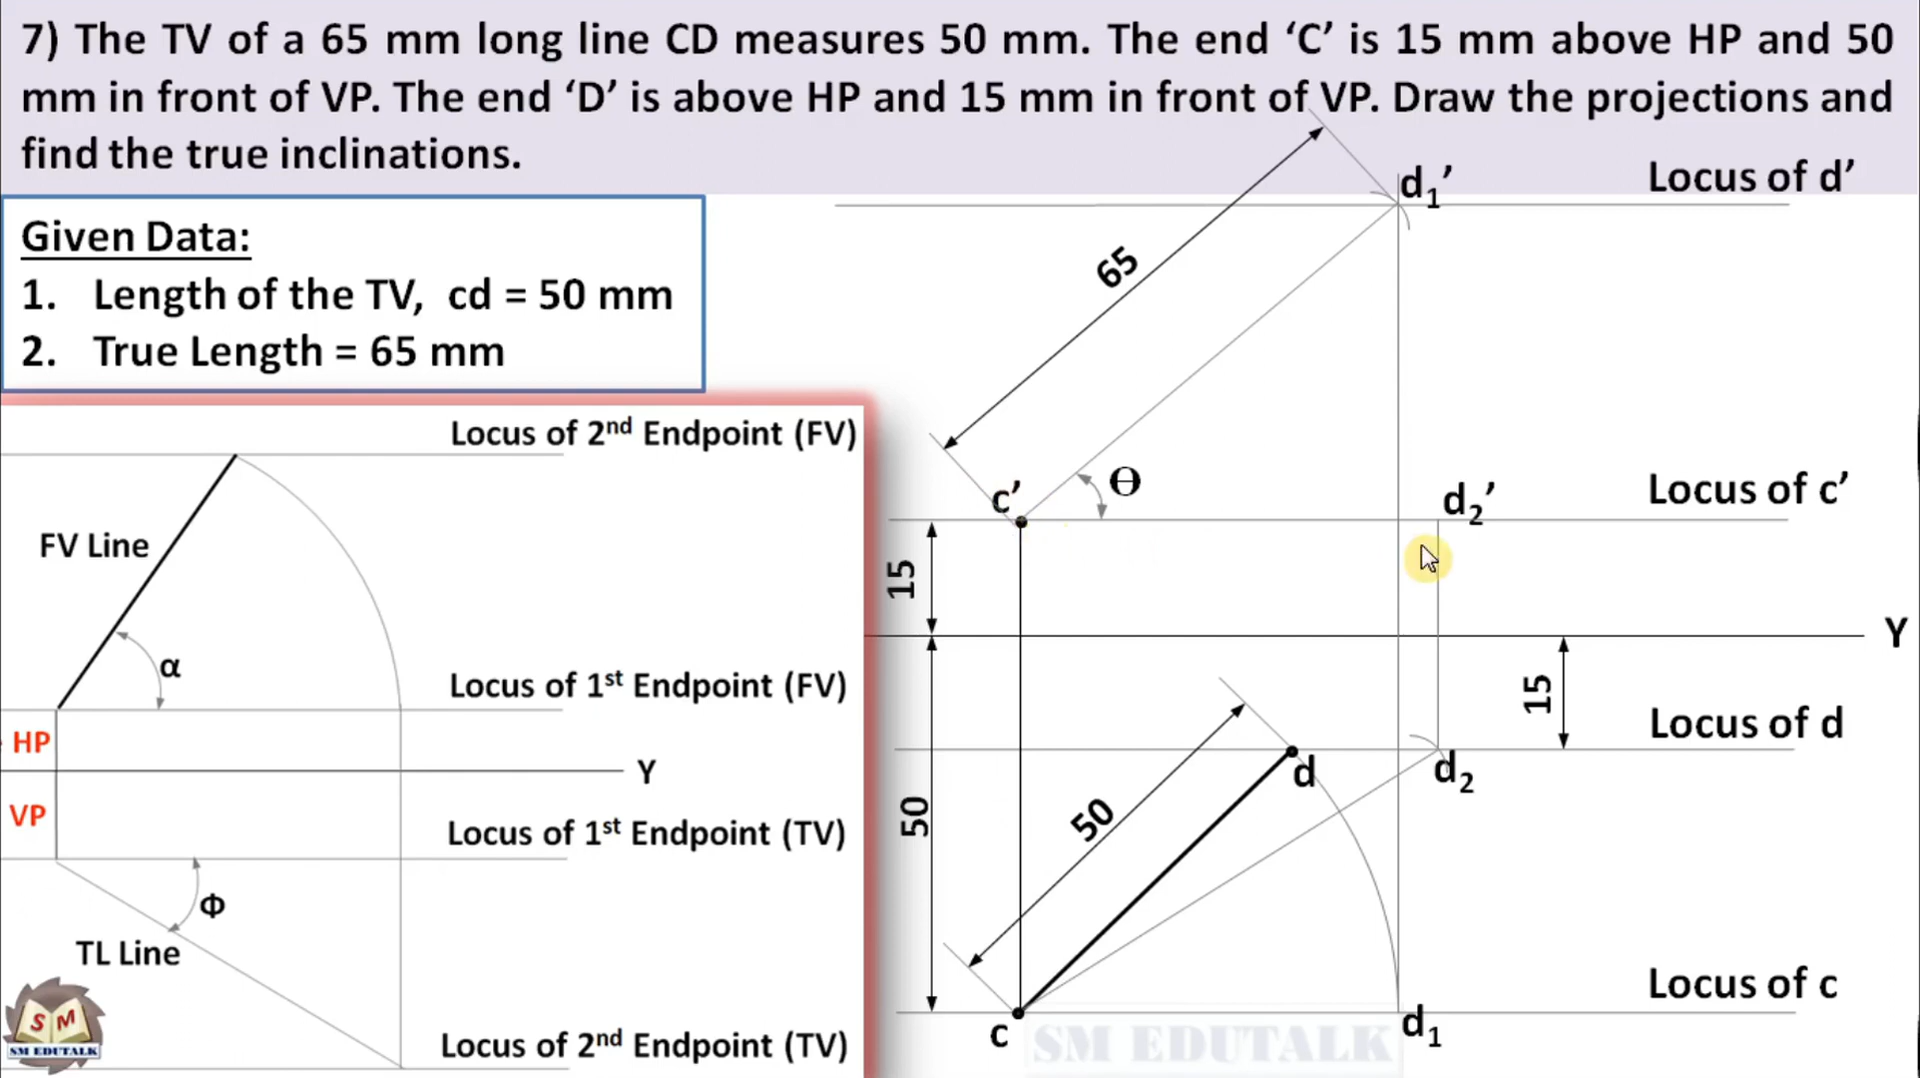 7) The TV of a 65 mm long line CD measures 50 mm. The end ‘C’ is 15 mm above HP and 50
mm in front of VP. The end ‘D’ is above HP and 15 mm in front of VP. Draw the projections and
find the true inclinations.
Given Data:
1. Length of the TV, cd = 50 mm
2. True Length = 65 mm
Locus of 2nd Endpoint (FV)
FV Line
α
Locus of 1st Endpoint (FV)
HP
Y
VP
Locus of 1st Endpoint (TV)
Φ
TL Line
Locus of 2nd Endpoint (TV)
S M
SM EDUTALK
d1’
Locus of d’
65
c’
Θ
d2’
Locus of c’
15
Y
15
Locus of d
d
d2
50
50
Locus of c
c
d1
SM EDUTALK